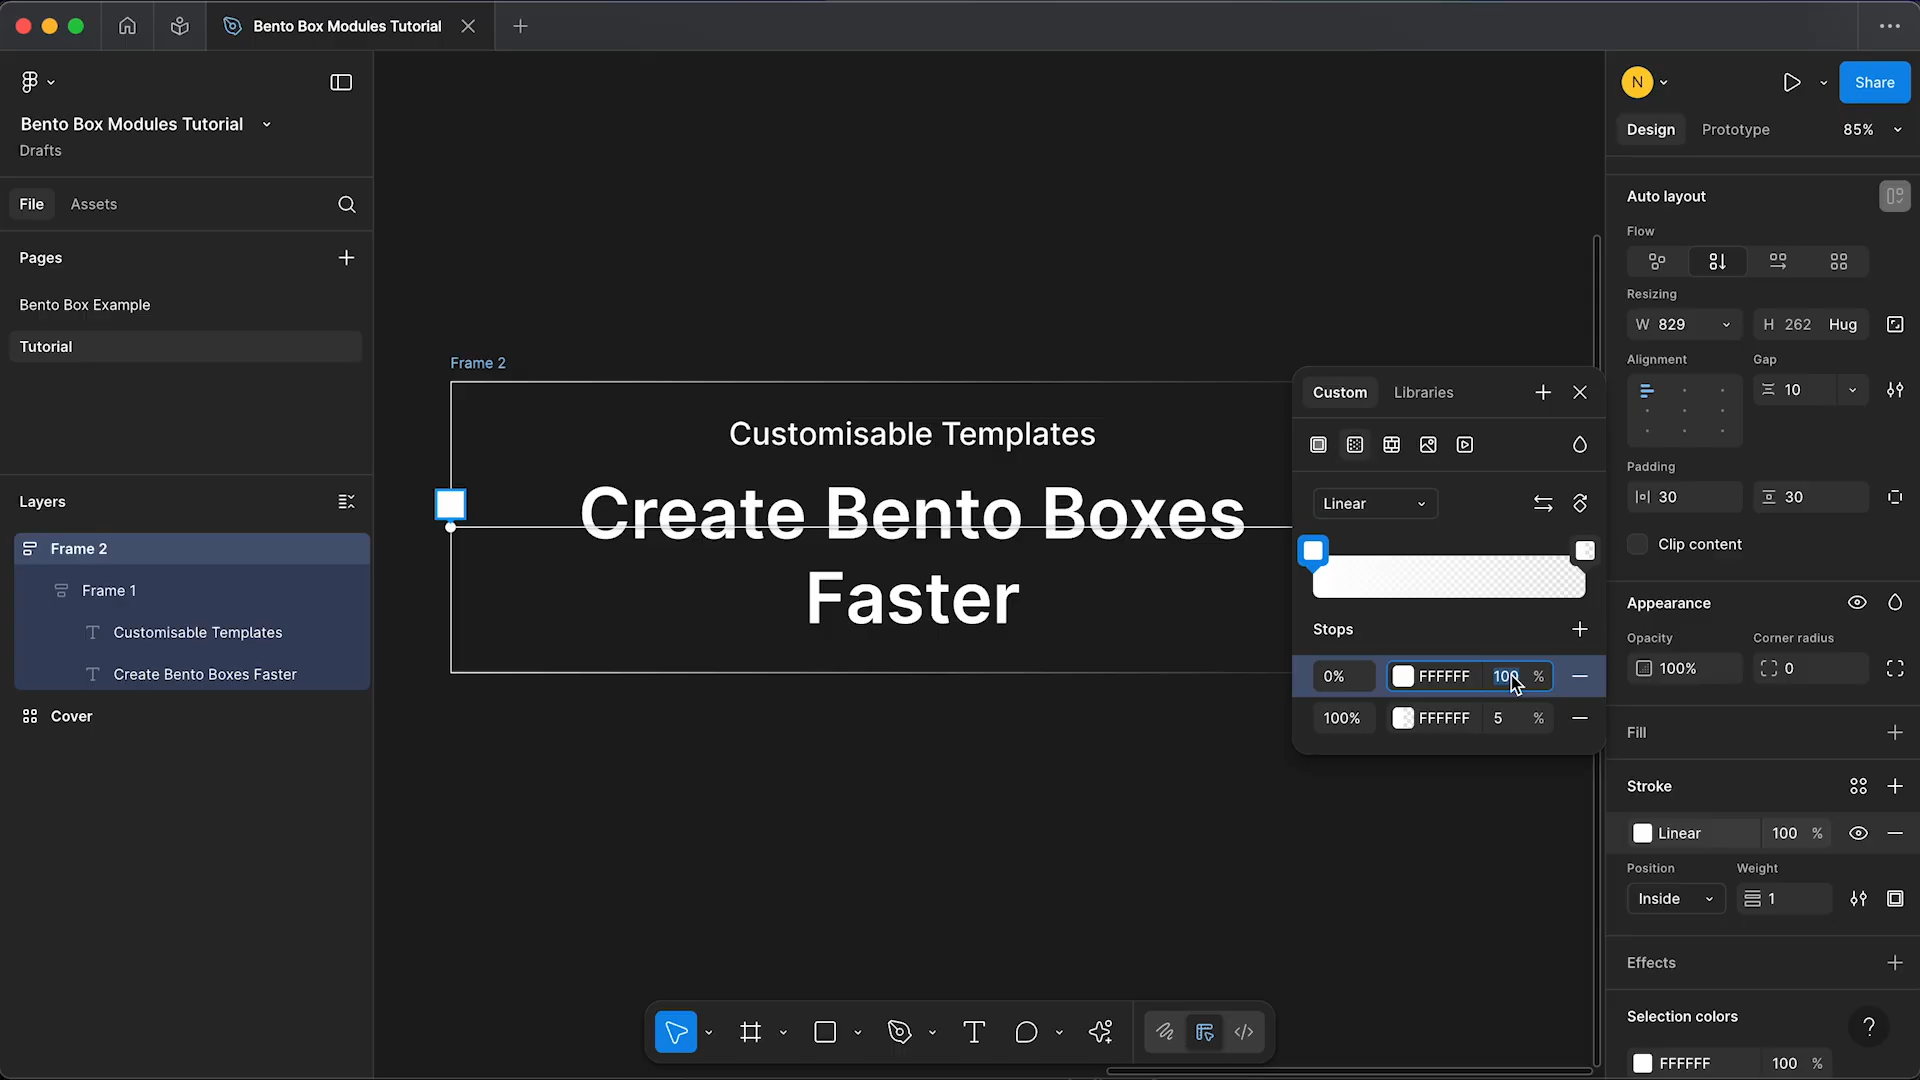 Bento Box Modules Tutorial
N
Share
Bento Box Modules Tutorial
Drafts
Design
Prototype
85%
File
Assets
Pages
Bento Box Example
Tutorial
Layers
Frame 2
Frame 1
Customisable Templates
Create Bento Boxes Faster
Cover
Frame 2
Customisable Templates
Create Bento Boxes
Faster
Custom
Libraries
Linear
Stops
0%
FFFFFF
100
%
100%
FFFFFF
5
%
Auto layout
Flow
Resizing
W 829
H 262 Hug
Alignment
Gap
10
Padding
30
30
Clip content
Appearance
Opacity
Corner radius
100%
0
Fill
Stroke
Linear
100
%
Position
Weight
Inside
1
Effects
Selection colors
?
FFFFFF
100
%